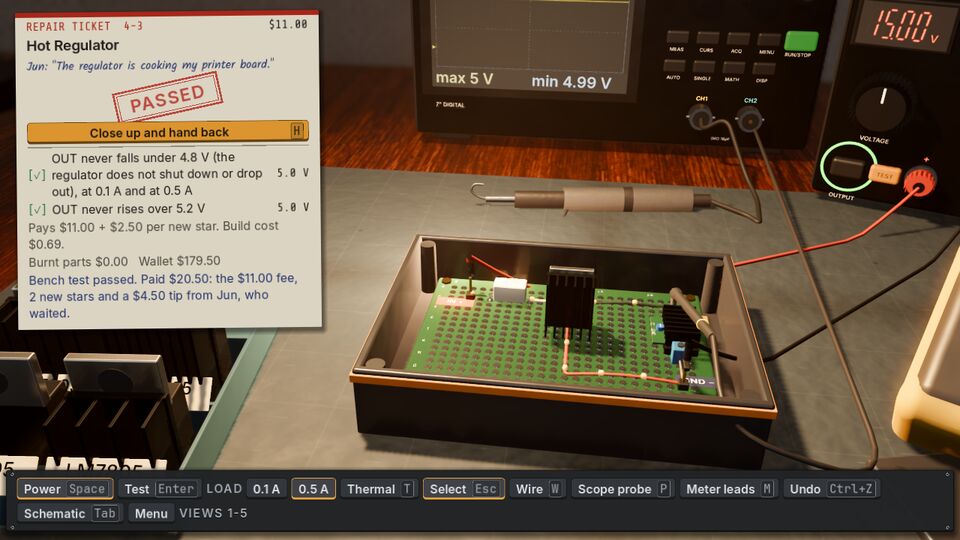 REPAIR TICKET 4-3 $11.00
Hot Regulator
Jun: "The regulator is cooking my printer board."
PASSED
Close up and hand back H
OUT never falls under 4.8 V (the
[✓] regulator does not shut down or drop 5.0 V
out), at 0.1 A and at 0.5 A
[✓] OUT never rises over 5.2 V 5.0 V
Pays $11.00 + $2.50 per new star. Build cost
$0.69.
Burnt parts $0.00 Wallet $179.50
Bench test passed. Paid $20.50: the $11.00 fee,
2 new stars and a $4.50 tip from Jun, who
waited.
max 5 V min 4.99 V
7" DIGITAL
MEAS CURS ACQ MENU RUN/STOP
AUTO SINGLE MATH DISP
CH1 CH2
15.00 V
VOLTAGE
OUTPUT
TEST
+
Power Space Test Enter LOAD 0.1 A 0.5 A Thermal T Select Esc Wire W Scope probe P Meter leads M Undo Ctrl+Z
Schematic Tab Menu VIEWS 1-5